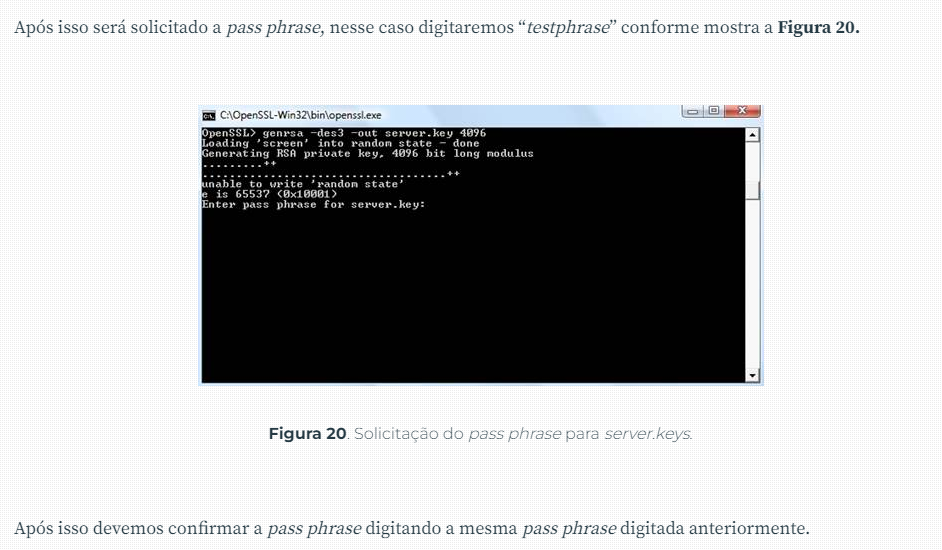 Após isso será solicitado a pass phrase, nesse caso digitaremos “testphrase” conforme mostra a Figura 20.
C:\OpenSSL-Win32\bin\openssl.exe
OpenSSL> genrsa -des3 -out server.key 4096
Loading 'screen' into random state - done
Generating RSA private key, 4096 bit long modulus
.........++
...................................++
unable to write 'random state'
e is 65537 (0x10001)
Enter pass phrase for server.key:
Figura 20. Solicitação do pass phrase para server.keys.
Após isso devemos confirmar a pass phrase digitando a mesma pass phrase digitada anteriormente.